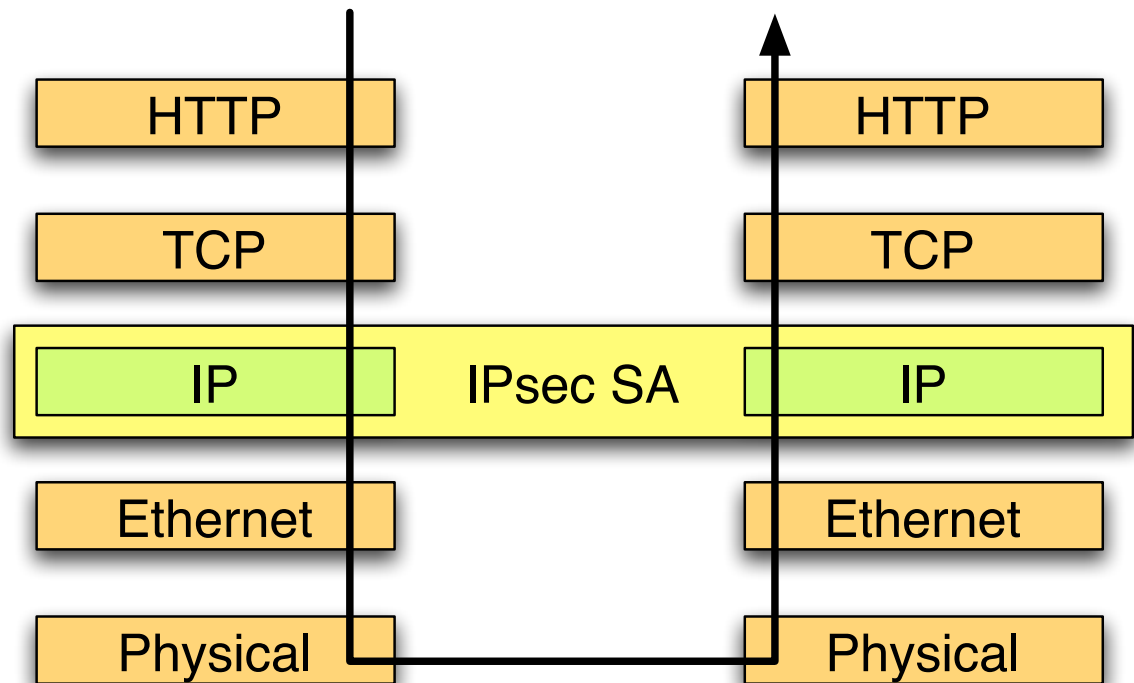 HTTP HTTP
TCP TCP
IP IPsec SA IP
Ethernet Ethernet
Physical Physical